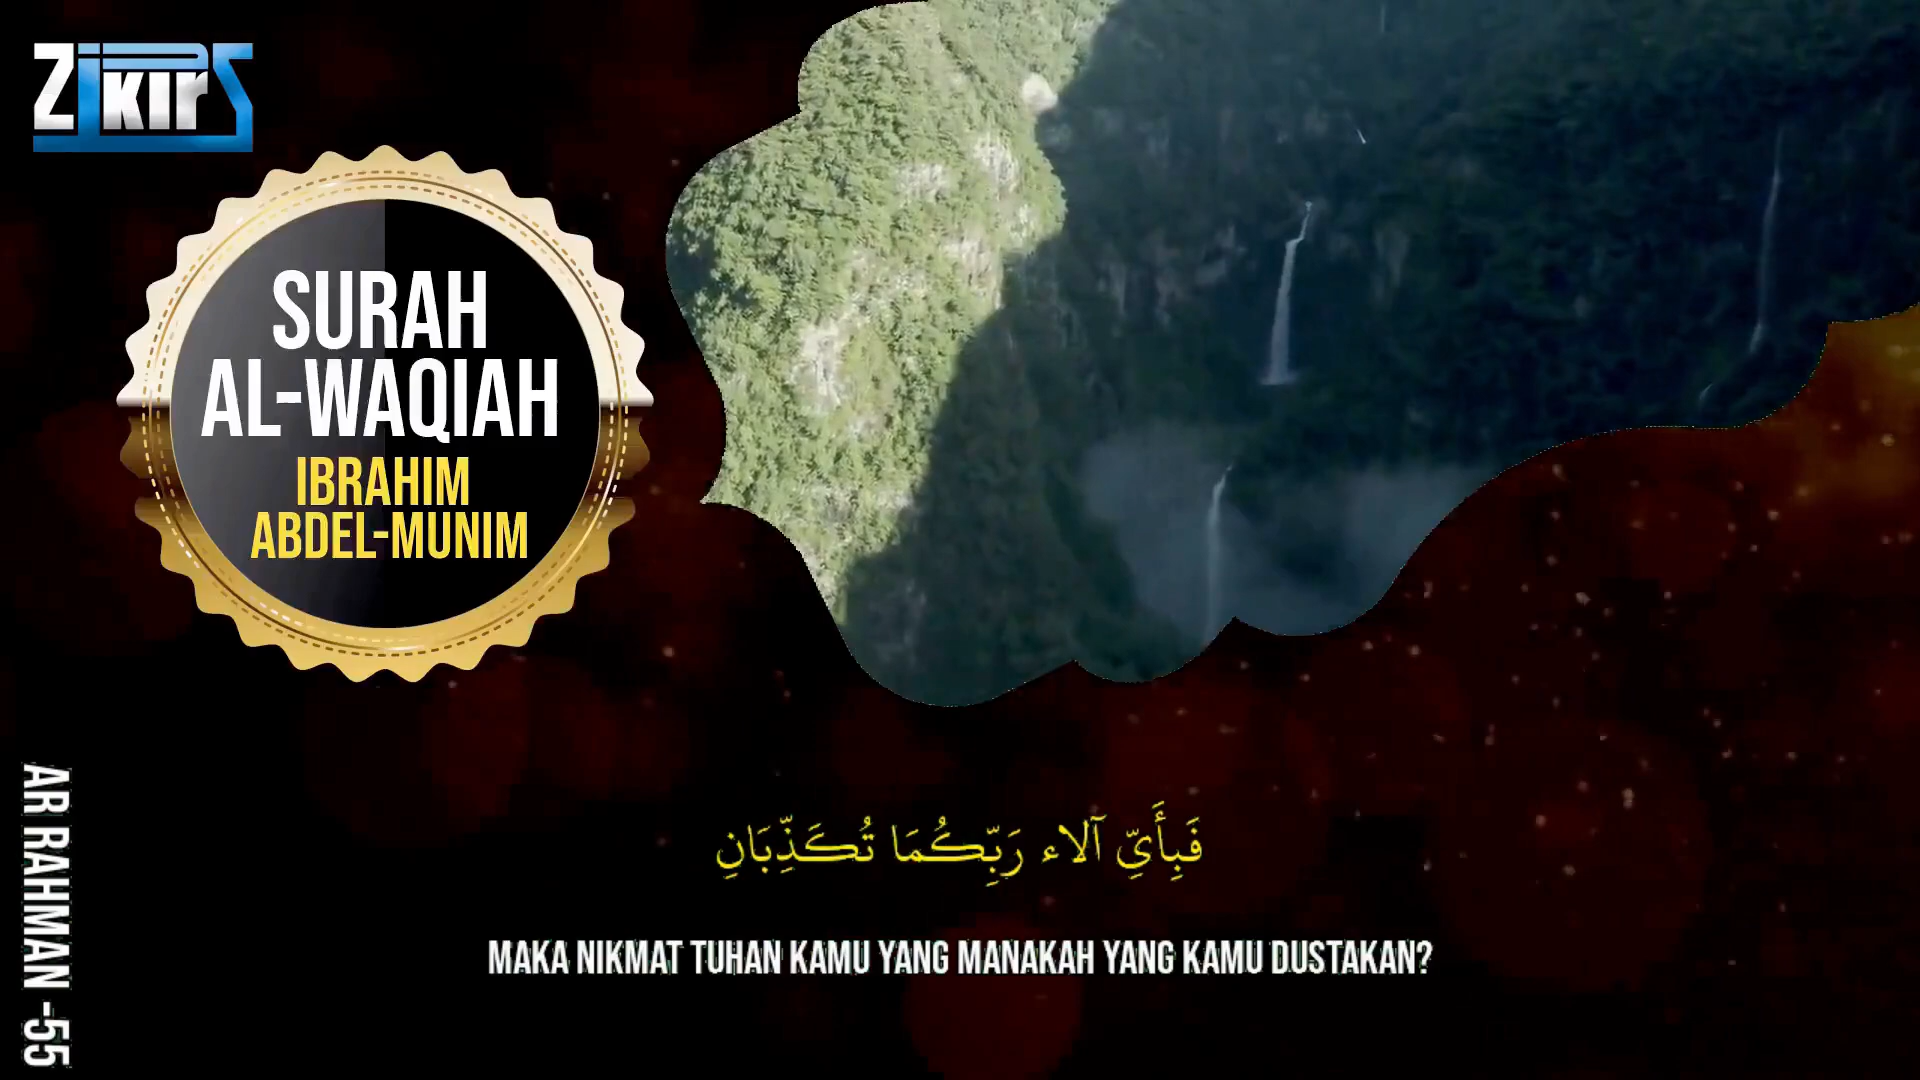 ZikirS
SURAH
AL-WAQIAH
IBRAHIM
ABDEL-MUNIM
فَبِأَيِّ آلاء رَبِّكُمَا تُكَذِّبَانِ
MAKA NIKMAT TUHAN KAMU YANG MANAKAH YANG KAMU DUSTAKAN?
AR RAHMAN -55